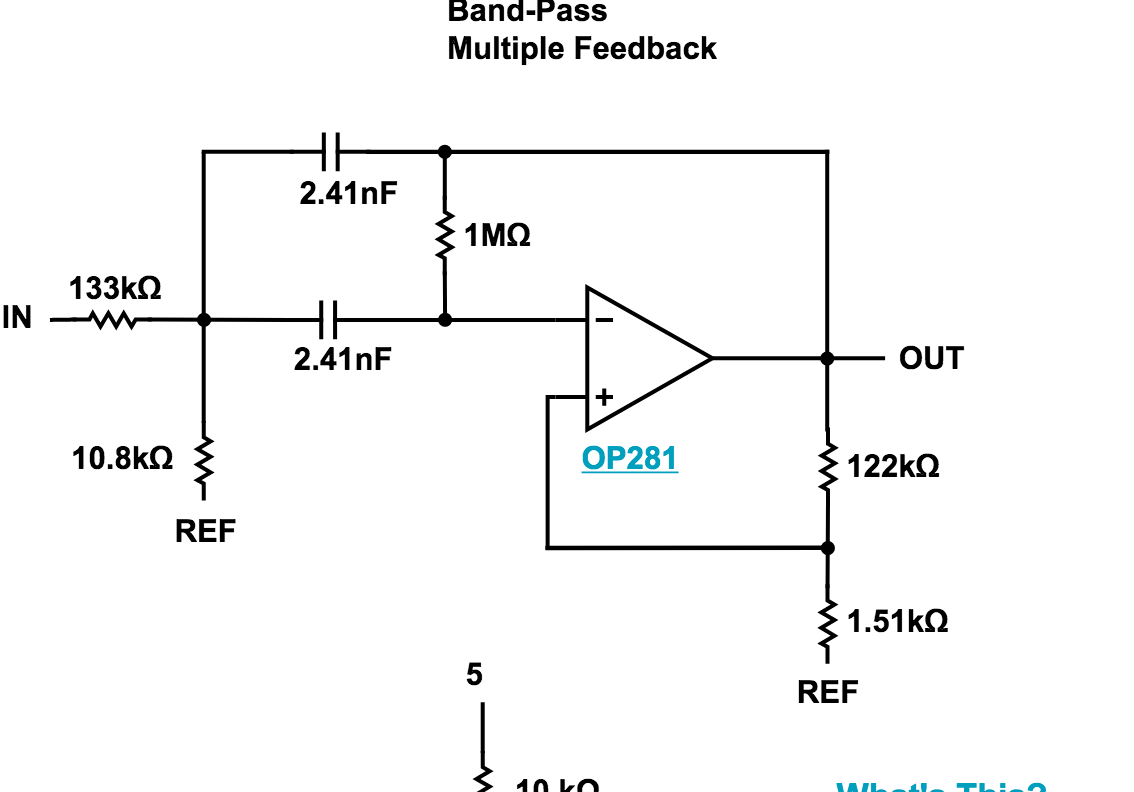 Band-Pass
Multiple Feedback
2.41nF
1MΩ
133kΩ
IN
2.41nF
−
OUT
+
10.8kΩ
OP281
122kΩ
REF
1.51kΩ
5
REF
10 kΩ
What's This?